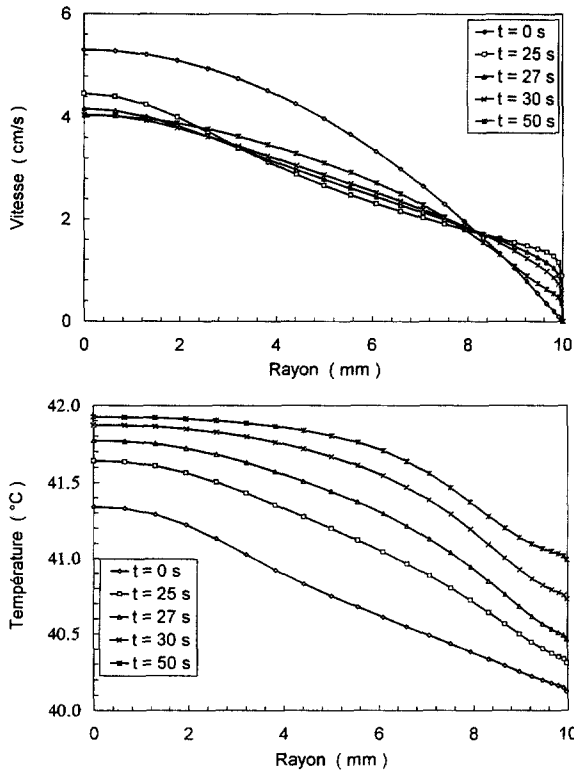 6
4
2
0
Vitesse ( cm/s )
t = 0 s
t = 25 s
t = 27 s
t = 30 s
t = 50 s
0 2 4 6 8 10
Rayon ( mm )
42.0
41.5
41.0
40.5
40.0
Température ( °C )
t = 0 s
t = 25 s
t = 27 s
t = 30 s
t = 50 s
0 2 4 6 8 10
Rayon ( mm )